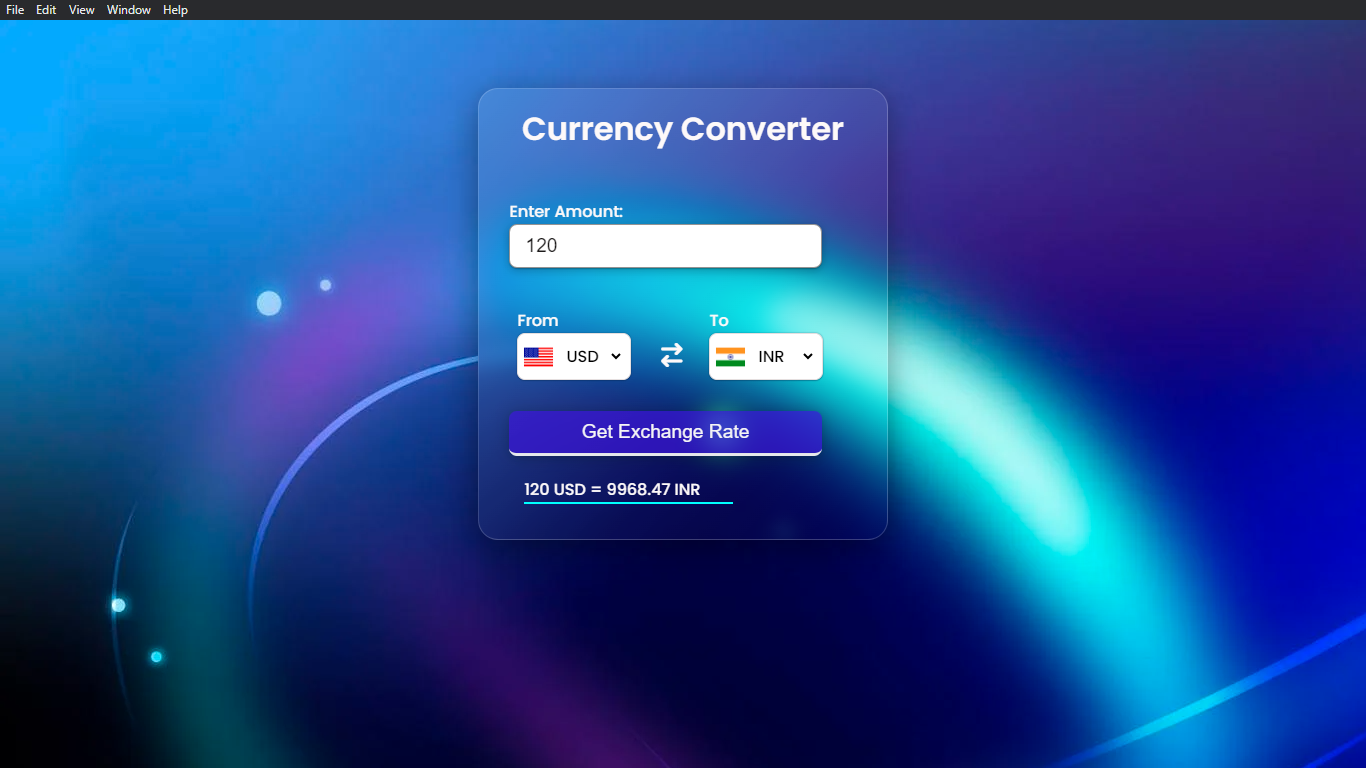 File Edit View Window Help
Currency Converter
Enter Amount:
120
From To
USD INR
Get Exchange Rate
120 USD = 9968.47 INR